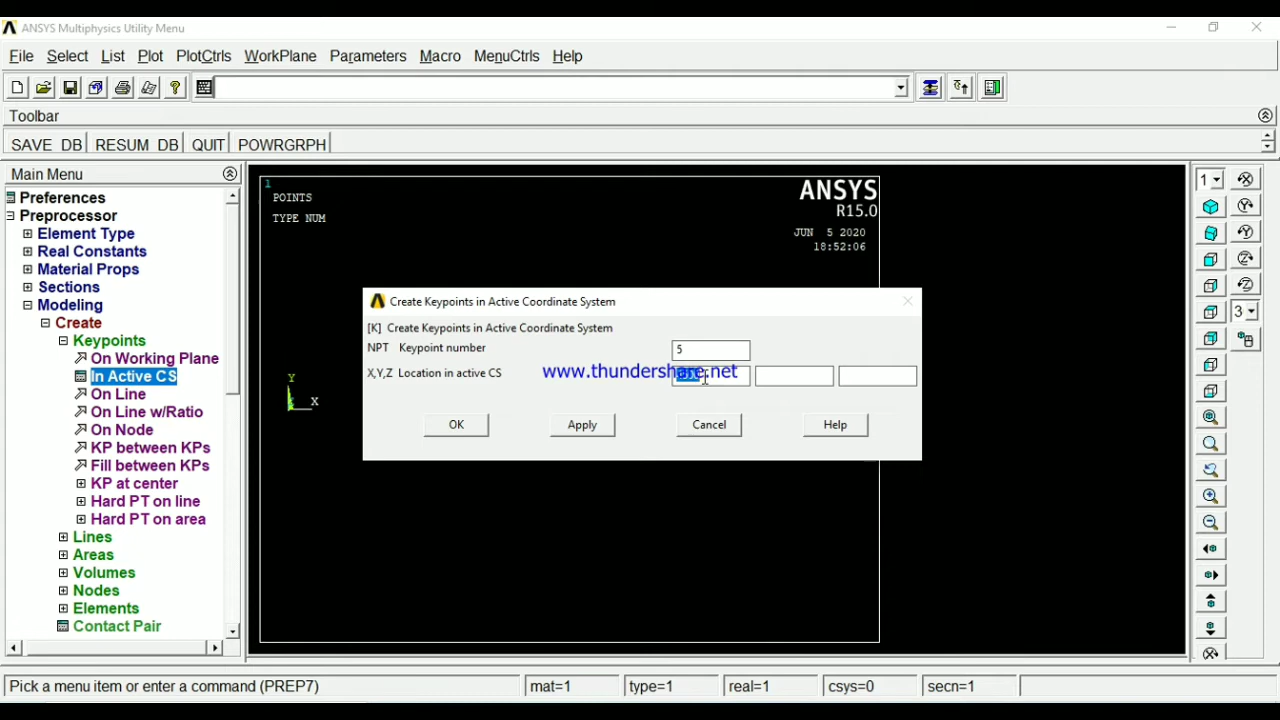 ANSYS Multiphysics Utility Menu
File Select List Plot PlotCtrls WorkPlane Parameters Macro MenuCtrls Help
Toolbar
SAVE_DB RESUM_DB QUIT POWRGRPH
Main Menu
Preferences
Preprocessor
Element Type
Real Constants
Material Props
Sections
Modeling
Create
Keypoints
On Working Plane
In Active CS
On Line
On Line w/Ratio
On Node
KP between KPs
Fill between KPs
KP at center
Hard PT on line
Hard PT on area
Lines
Areas
Volumes
Nodes
Elements
Contact Pair
1
POINTS
TYPE NUM
ANSYS
R15.0
JUN 5 2020
18:52:06
Y
X
Create Keypoints in Active Coordinate System
[K] Create Keypoints in Active Coordinate System
NPT Keypoint number 5
X,Y,Z Location in active CS
www.thundershare.net
OK Apply Cancel Help
1
3
Pick a menu item or enter a command (PREP7) mat=1 type=1 real=1 csys=0 secn=1